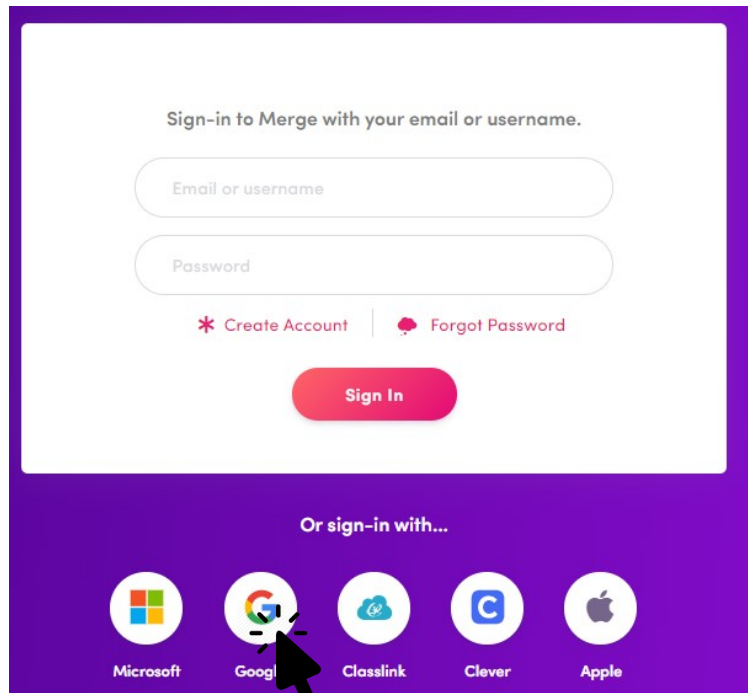 Sign-in to Merge with your email or username.
Email or username
Password
Create Account Forgot Password
Sign In
Or sign-in with...
Microsoft Google Classlink Clever Apple